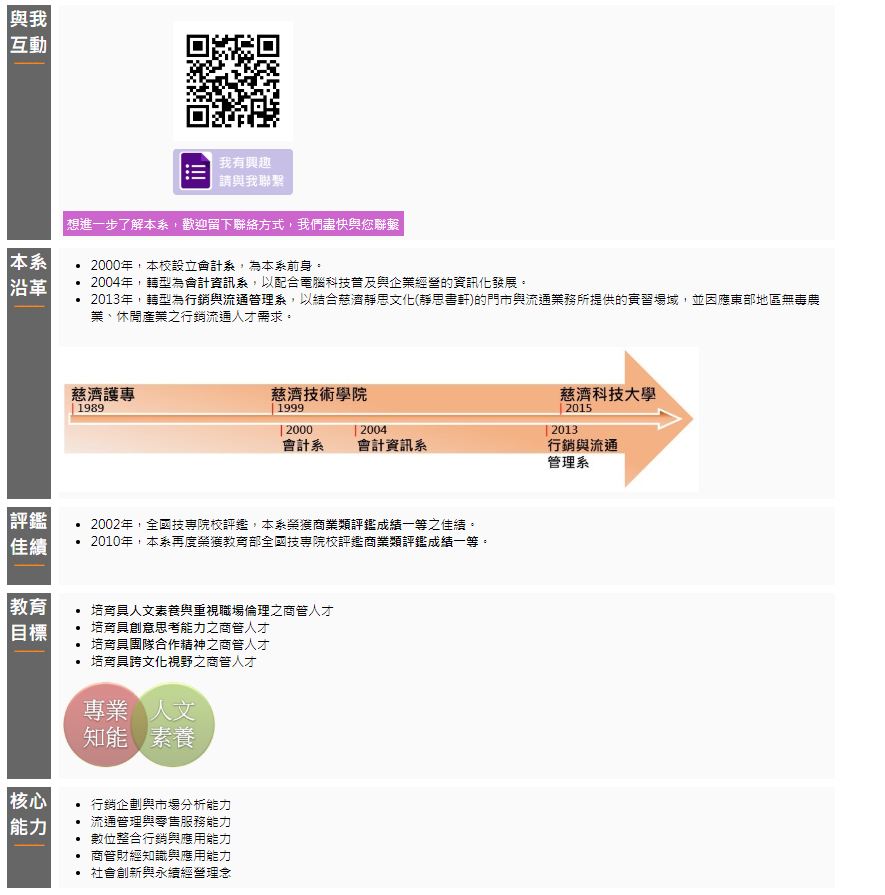 與我
互動
我有興趣
請與我聯繫
想進一步了解本系，歡迎留下聯絡方式，我們盡快與您聯繫
本系
沿革
2000年，本校設立會計系，為本系前身。
2004年，轉型為會計資訊系，以配合電腦科技普及與企業經營的資訊化發展。
2013年，轉型為行銷與流通管理系，以結合慈濟靜思文化(靜思書軒)的門市與流通業務所提供的實習場域，並因應東部地區無毒農
業、休閒產業之行銷流通人才需求。
慈濟護專 慈濟技術學院 慈濟科技大學
1989 1999 2015
2000 2004 2013
會計系 會計資訊系 行銷與流通
管理系
評鑑
佳績
2002年，全國技專院校評鑑，本系榮獲商業類評鑑成績一等之佳績。
2010年，本系再度榮獲教育部全國技專院校評鑑商業類評鑑成績一等。
教育
目標
培育具人文素養與重視職場倫理之商管人才
培育具創意思考能力之商管人才
培育具團隊合作精神之商管人才
培育具跨文化視野之商管人才
專業 人文
知能 素養
核心
能力
行銷企劃與市場分析能力
流通管理與零售服務能力
數位整合行銷與應用能力
商管財經知識與應用能力
社會創新與永續經營理念